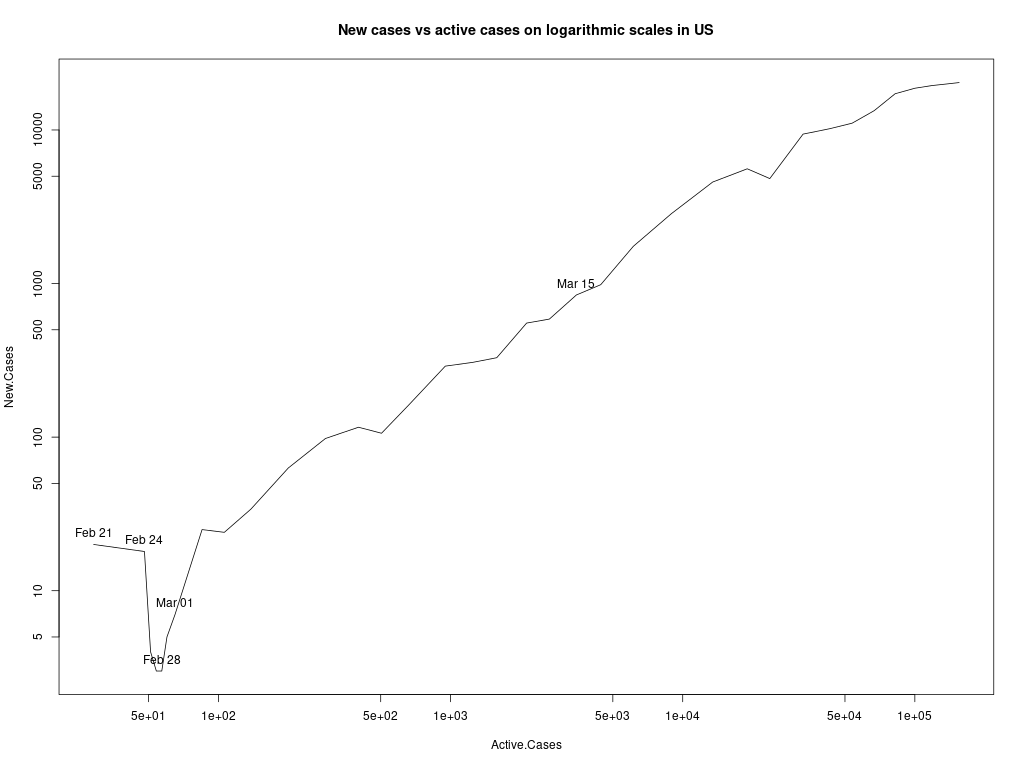 New cases vs active cases on logarithmic scales in US
New.Cases
10000
5000
1000
500
100
50
10
5
Feb 21
Feb 24
Mar 01
Feb 28
Mar 15
5e+01
1e+02
5e+02
1e+03
5e+03
1e+04
5e+04
1e+05
Active.Cases